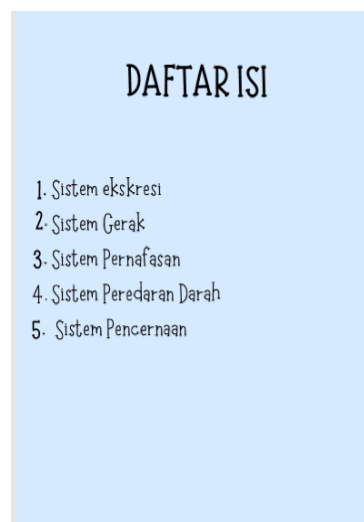 DAFTAR ISI
1. Sistem ekskresi
2. Sistem Gerak
3. Sistem Pernafasan
4. Sistem Peredaran Darah
5. Sistem Pencernaan